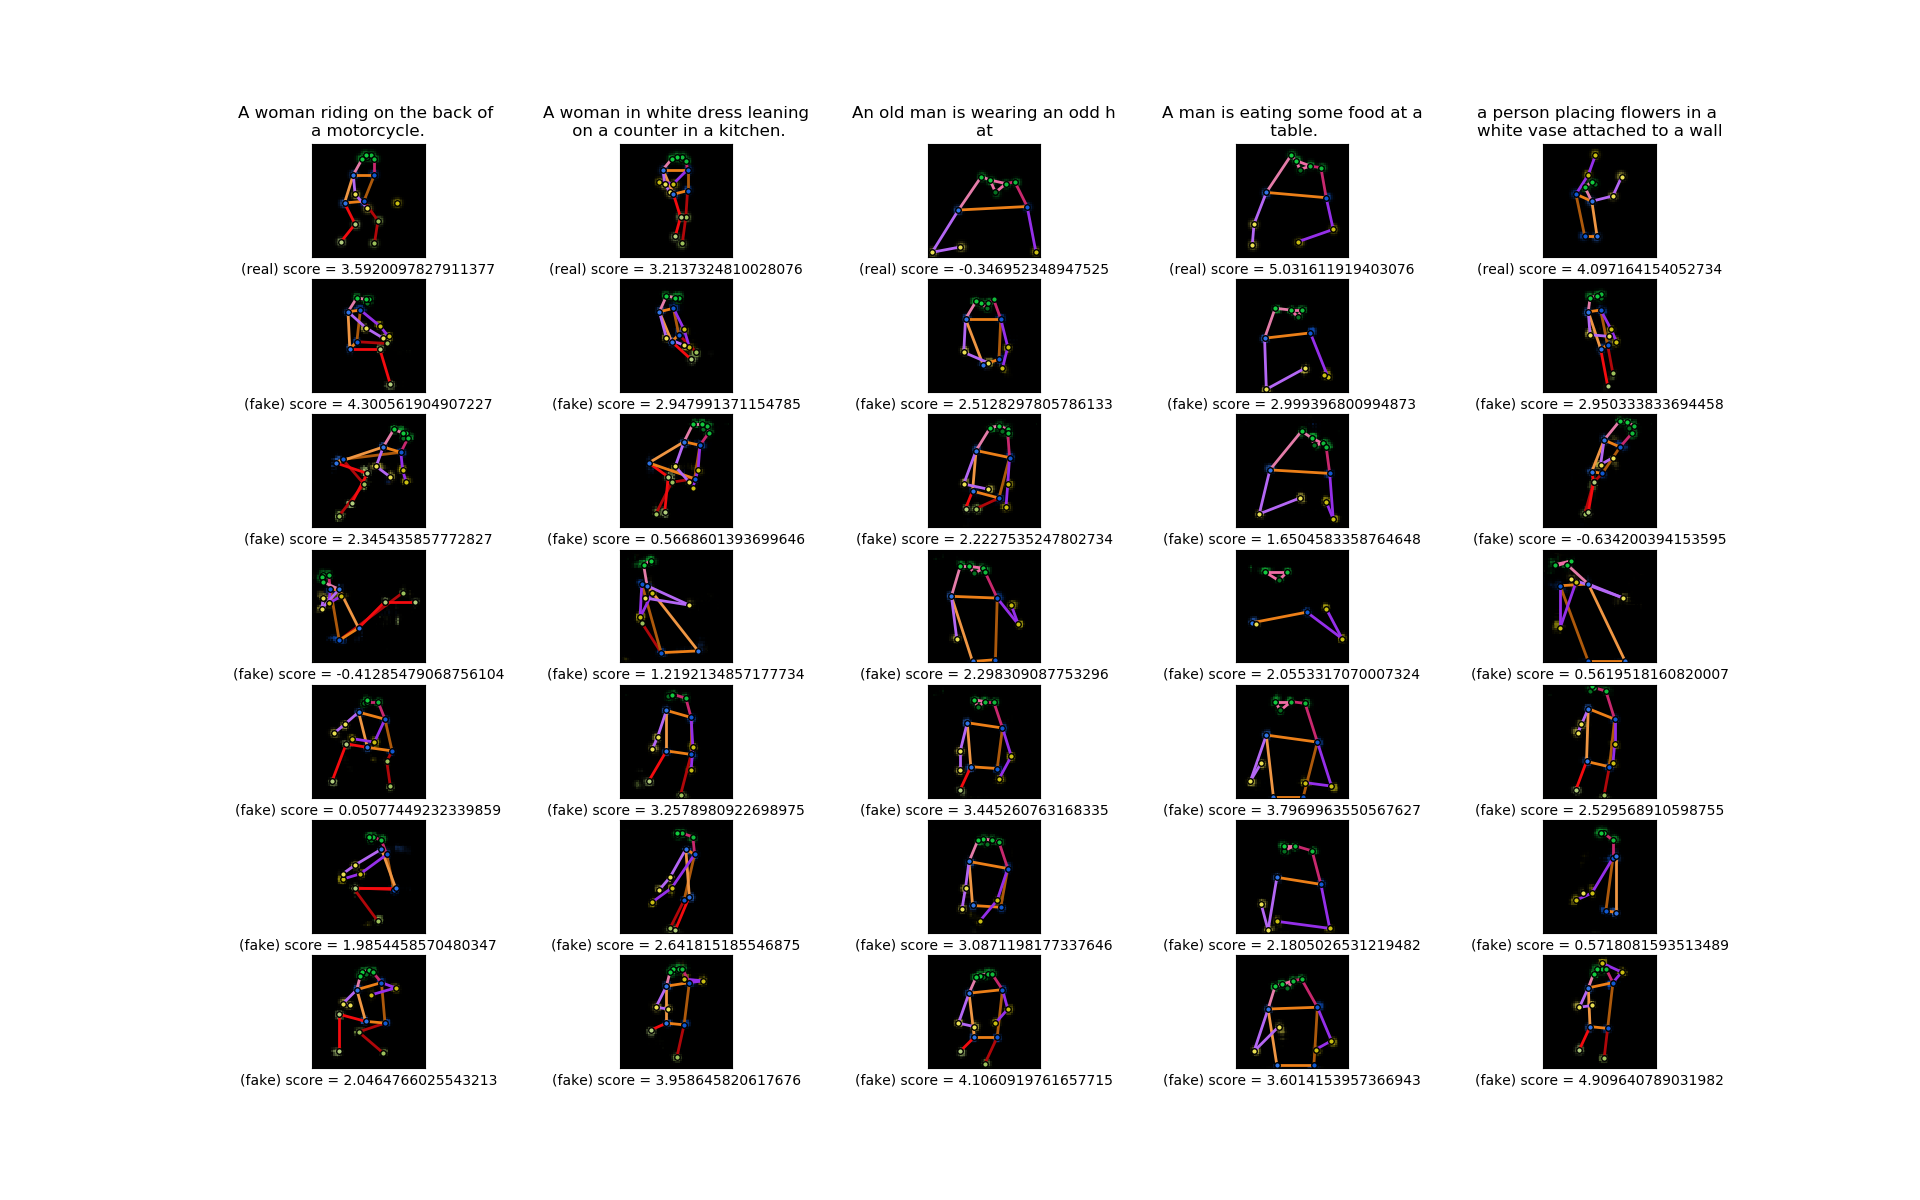 A woman riding on the back of
a motorcycle.
A woman in white dress leaning
on a counter in a kitchen.
An old man is wearing an odd h
at
A man is eating some food at a
table.
a person placing flowers in a
white vase attached to a wall
(real) score = 3.5920097827911377
(real) score = 3.2137324810028076
(real) score = -0.346952348947525
(real) score = 5.031611919403076
(real) score = 4.097164154052734
(fake) score = 4.300561904907227
(fake) score = 2.947991371154785
(fake) score = 2.5128297805786133
(fake) score = 2.999396800994873
(fake) score = 2.950333833694458
(fake) score = 2.345435857772827
(fake) score = 0.5668601393699646
(fake) score = 2.2227535247802734
(fake) score = 1.6504583358764648
(fake) score = -0.634200394153595
(fake) score = -0.41285479068756104
(fake) score = 1.2192134857177734
(fake) score = 2.298309087753296
(fake) score = 2.0553317070007324
(fake) score = 0.5619518160820007
(fake) score = 0.05077449232339859
(fake) score = 3.2578980922698975
(fake) score = 3.445260763168335
(fake) score = 3.7969963550567627
(fake) score = 2.529568910598755
(fake) score = 1.9854458570480347
(fake) score = 2.641815185546875
(fake) score = 3.0871198177337646
(fake) score = 2.1805026531219482
(fake) score = 0.5718081593513489
(fake) score = 2.0464766025543213
(fake) score = 3.958645820617676
(fake) score = 4.1060919761657715
(fake) score = 3.6014153957366943
(fake) score = 4.909640789031982